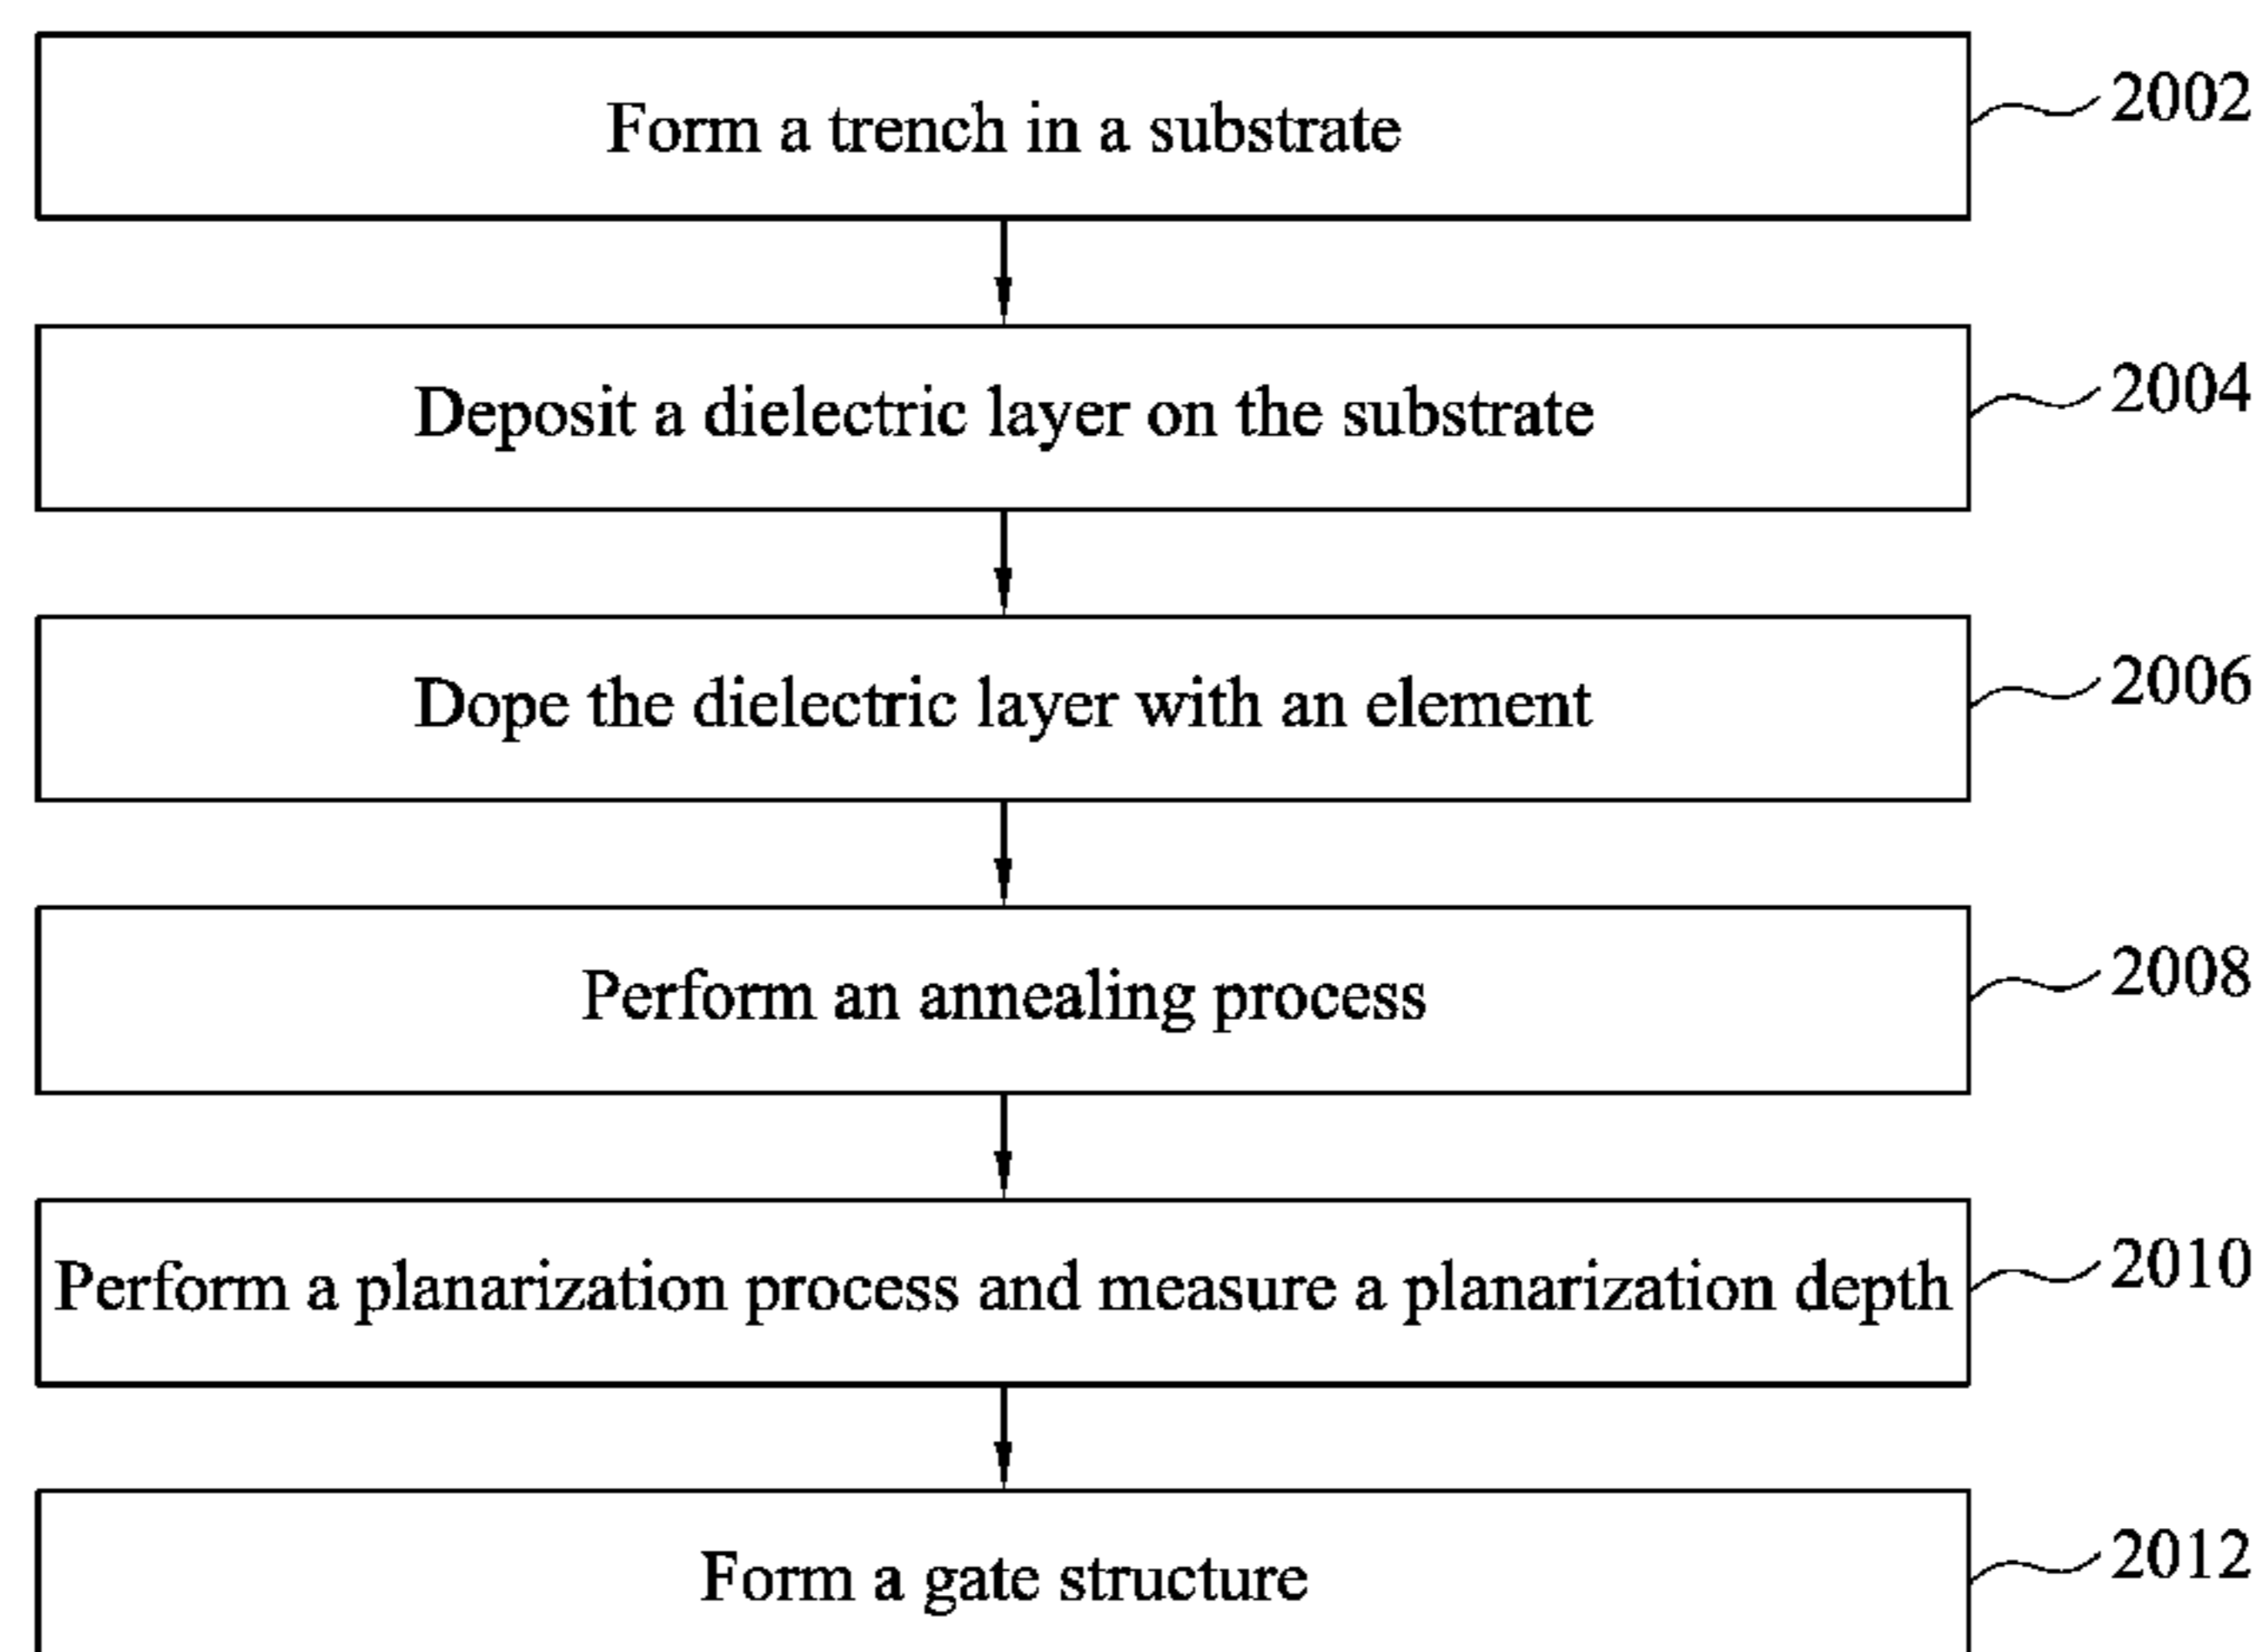 Form a trench in a substrate
2002
Deposit a dielectric layer on the substrate
2004
Dope the dielectric layer with an element
2006
Perform an annealing process
2008
Perform a planarization process and measure a planarization depth
2010
Form a gate structure
2012